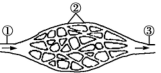 ① ② ③